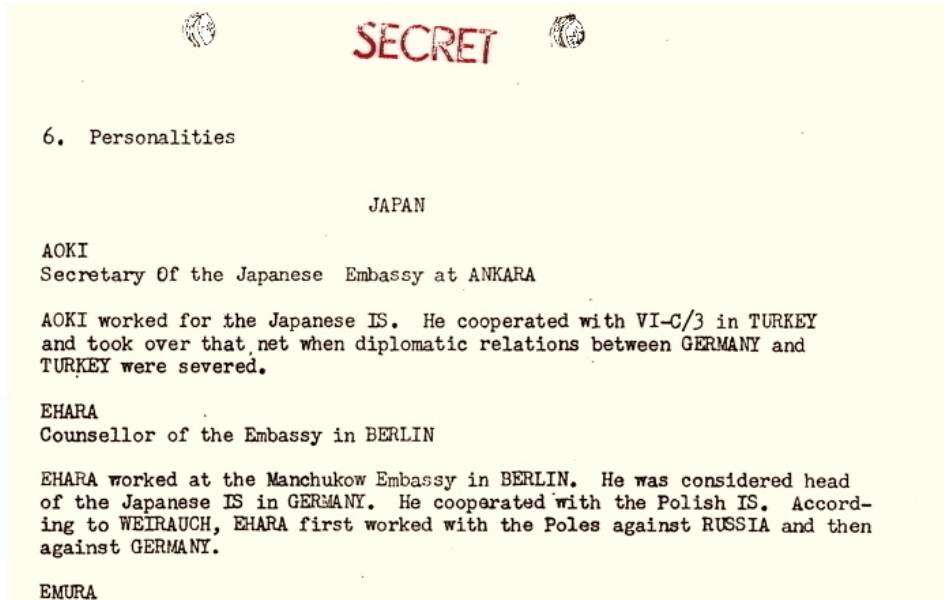 SECRET
6. Personalities
JAPAN
AOKI
Secretary Of the Japanese Embassy at ANKARA
AOKI worked for the Japanese IS. He cooperated with VI-C/3 in TURKEY
and took over that net when diplomatic relations between GERMANY and
TURKEY were severed.
EHARA
Counsellor of the Embassy in BERLIN
EHARA worked at the Manchukow Embassy in BERLIN. He was considered head
of the Japanese IS in GERMANY. He cooperated with the Polish IS. Accord-
ing to WEIRAUCH, EHARA first worked with the Poles against RUSSIA and then
against GERMANY.
EMURA